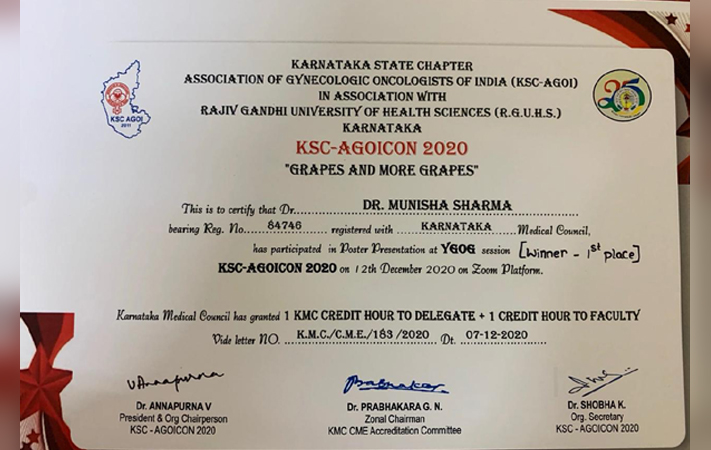 KARNATAKA STATE CHAPTER
ASSOCIATION OF GYNECOLOGIC ONCOLOGISTS OF INDIA (KSC-AGOI)
IN ASSOCIATION WITH
RAJIV GANDHI UNIVERSITY OF HEALTH SCIENCES (R.G.U.H.S.)
KARNATAKA
KSC AGOI
2011
25
KSC-AGOICON 2020
"GRAPES AND MORE GRAPES"
This is to certify that Dr. DR. MUNISHA SHARMA
bearing Reg. No. 84746 registered with KARNATAKA Medical Council,
has participated in Poster Presentation at YGOG session [Winner - 1st place]
KSC-AGOICON 2020 on 12th December 2020 on Zoom Platform.
Karnataka Medical Council has granted 1 KMC CREDIT HOUR TO DELEGATE + 1 CREDIT HOUR TO FACULTY
Vide letter NO. K.M.C./C.M.E./183/2020 Dt. 07-12-2020
V Annapurna
Prabhakar
Dr. ANNAPURNA V
President & Org Chairperson
KSC - AGOICON 2020
Dr. PRABHAKARA G. N.
Zonal Chairman
KMC CME Accreditation Committee
Dr. SHOBHA K.
Org. Secretary
KSC - AGOICON 2020